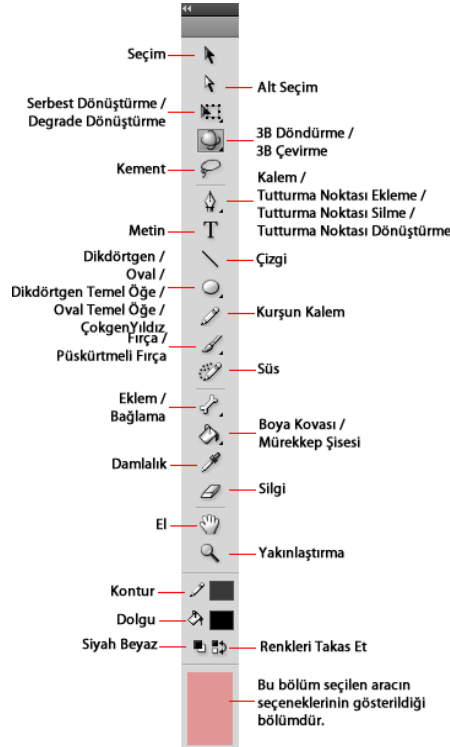 Seçim
Alt Seçim
Serbest Dönüştürme /
Degrade Dönüştürme
3B Döndürme /
3B Çevirme
Kement
Kalem /
Tutturma Noktası Ekleme /
Tutturma Noktası Silme /
Tutturma Noktası Dönüştürme
Metin
T
Dikdörtgen /
Oval /
Dikdörtgen Temel Öğe /
Oval Temel Öğe /
ÇokgenYıldız
Çizgi
Kurşun Kalem
Fırça /
Püskürtmeli Fırça
Süs
Eklem /
Bağlama
Boya Kovası /
Mürekkep Şisesi
Damlalık
Silgi
El
Yakınlaştırma
Kontur
Dolgu
Siyah Beyaz
Renkleri Takas Et
Bu bölüm seçilen aracın
seçeneklerinin gösterildiği
bölümdür.